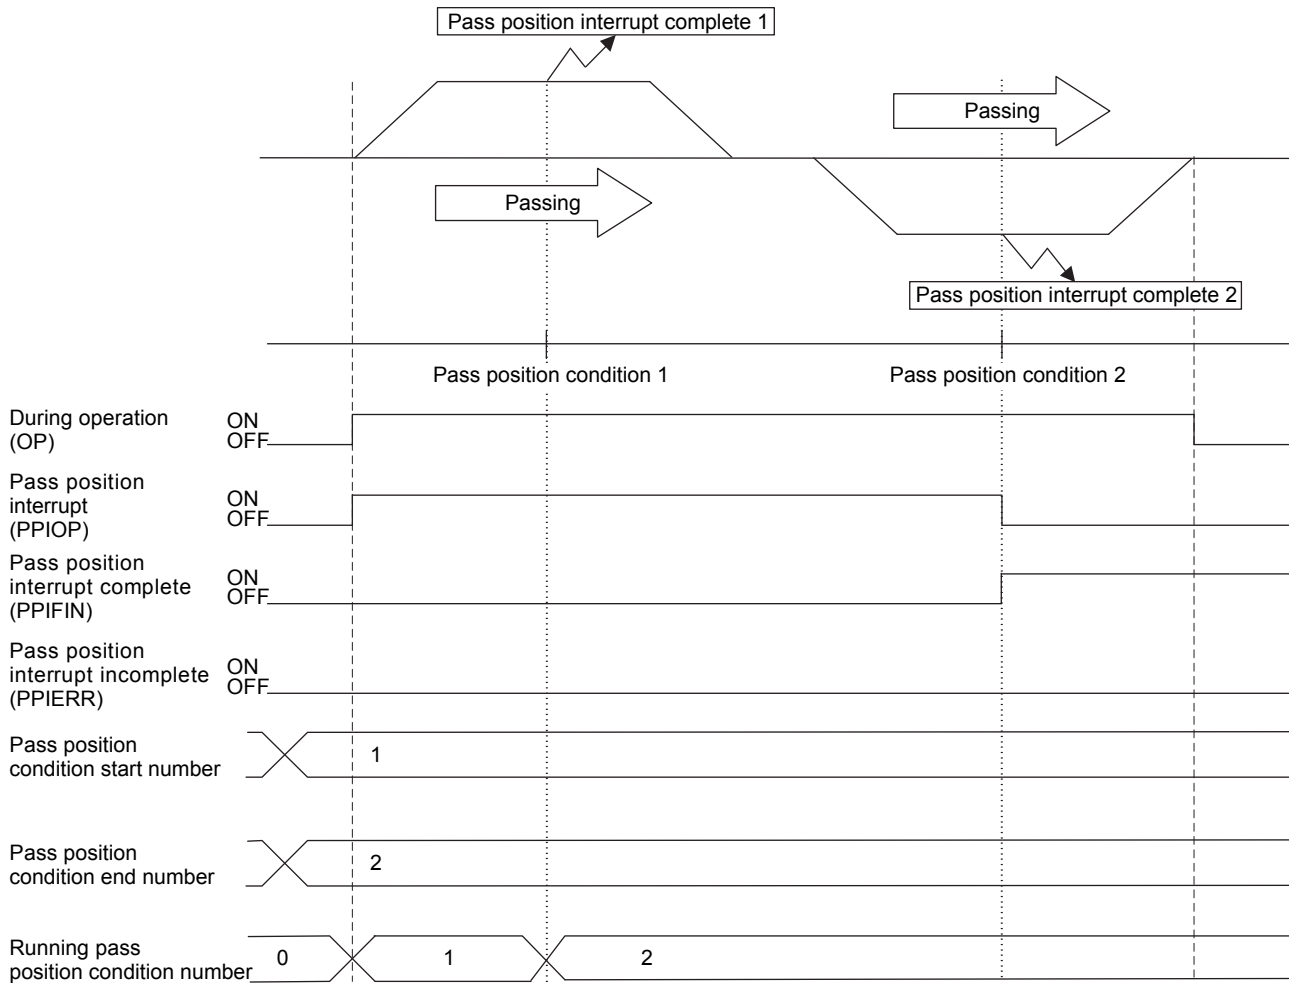 Pass position interrupt complete 1
Passing
Passing
Pass position interrupt complete 2
Pass position condition 1
Pass position condition 2
During operation
(OP)
ON
OFF
Pass position
interrupt
(PPIOP)
ON
OFF
Pass position
interrupt complete
(PPIFIN)
ON
OFF
Pass position
interrupt incomplete
(PPIERR)
ON
OFF
Pass position
condition start number
1
Pass position
condition end number
2
Running pass
position condition number
0
1
2